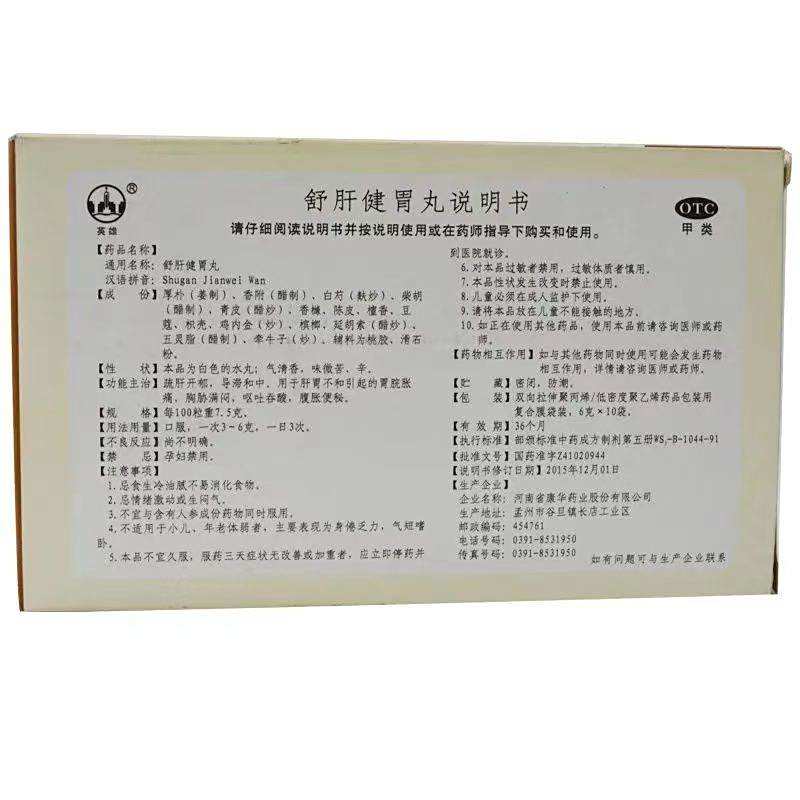 ®
英雄
舒肝健胃丸说明书
OTC
甲类
请仔细阅读说明书并按说明使用或在药师指导下购买和使用。
【药品名称】
通用名称：舒肝健胃丸
汉语拼音：Shugan Jianwei Wan
【成　份】厚朴（姜制）、香附（醋制）、白芍（麸炒）、柴胡
（醋制）、青皮（醋炒）、香橼、陈皮、檀香、豆
蔻、枳壳、鸡内金（炒）、槟榔、延胡索（醋炒）、
五灵脂（醋制）、牵牛子（炒）、辅料为桃胶、滑石
粉。
【性　状】本品为白色的水丸；气清香，味微苦、辛。
【功能主治】疏肝开郁，导滞和中。用于肝胃不和引起的胃脘胀
痛，胸胁满闷，呕吐吞酸，腹胀便秘。
【规　格】每100粒重7.5克。
【用法用量】口服，一次3～6克，一日3次。
【不良反应】尚不明确。
【禁　忌】孕妇禁用。
【注意事项】
1.忌食生冷油腻不易消化食物。
2.忌情绪激动或生闷气。
3.不宜与含有人参成份药物同时服用。
4.不适用于小儿、年老体弱者，主要表现为身倦乏力，气短嗜
卧。
5.本品不宜久服，服药三天症状无改善或加重者，应立即停药并
到医院就诊。
6.对本品过敏者禁用，过敏体质者慎用。
7.本品性状发生改变时禁止使用。
8.儿童必须在成人监护下使用。
9.请将本品放在儿童不能接触的地方。
10.如正在使用其他药品，使用本品前请咨询医师或药
师。
【药物相互作用】如与其他药物同时使用可能会发生药物
相互作用，详情请咨询医师或药师。
【贮　藏】密闭，防潮。
【包　装】双向拉伸聚丙烯/低密度聚乙烯药品包装用
复合膜袋装，6克×10袋。
【有 效 期】36个月
【执行标准】部颁标准中药成方制剂第五册WS₃-B-1044-91
【批准文号】国药准字Z41020944
【说明书修订日期】2015年12月01日
【生产企业】
企业名称：河南省康华药业股份有限公司
生产地址：孟州市谷旦镇长店工业区
邮政编码：454761
电话号码：0391-8531950
传真号码：0391-8531950
如有问题可与生产企业联系